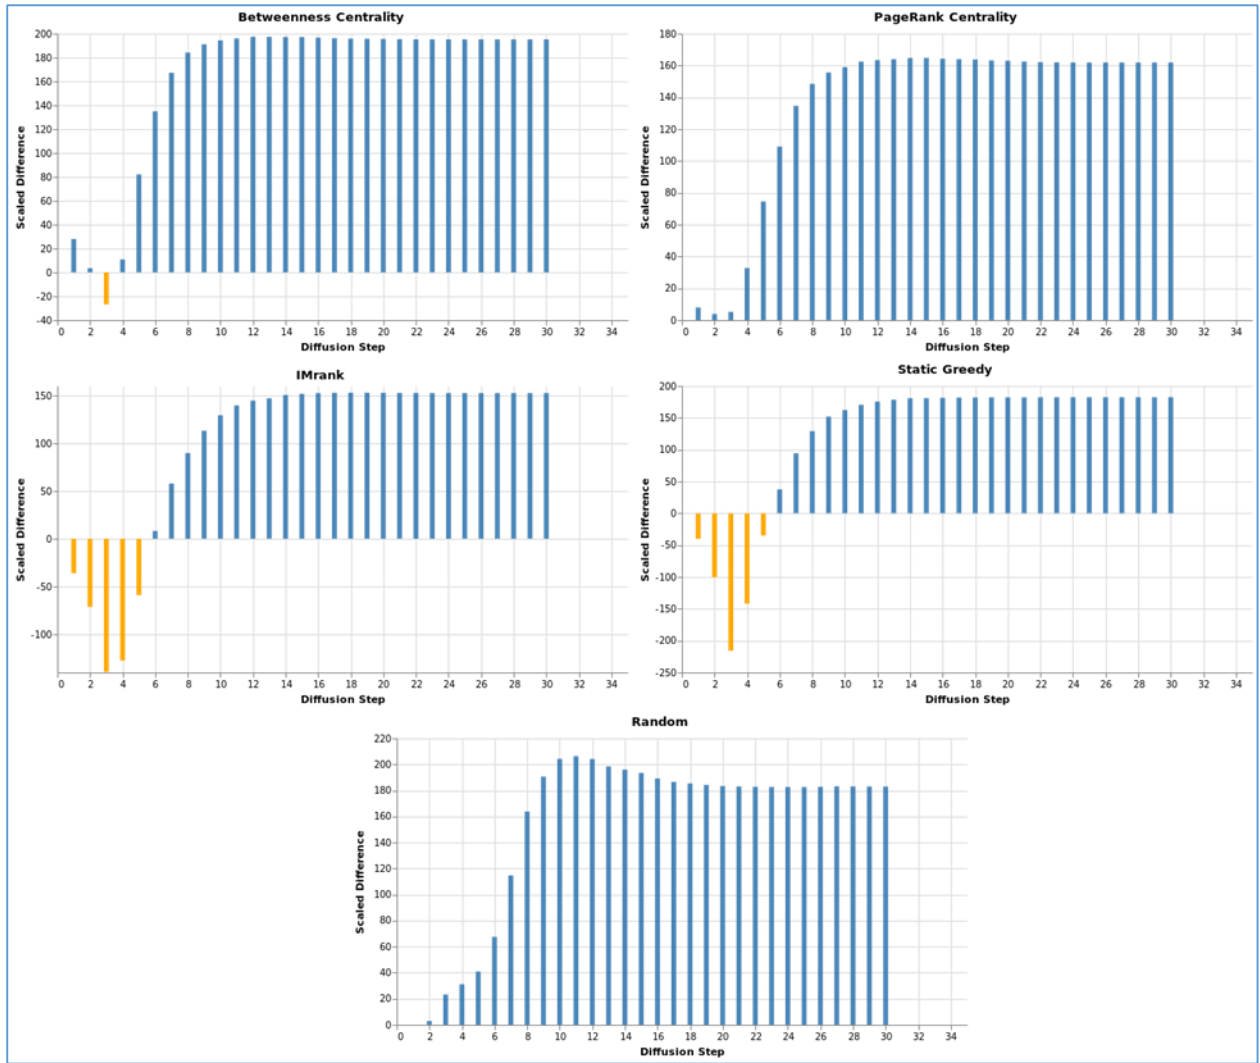 Betweenness Centrality
200
180
160
140
120
100
80
60
40
20
0
-20
-40
Scaled Difference
0 2 4 6 8 10 12 14 16 18 20 22 24 26 28 30 32 34
Diffusion Step
PageRank Centrality
180
160
140
120
100
80
60
40
20
0
Scaled Difference
0 2 4 6 8 10 12 14 16 18 20 22 24 26 28 30 32 34
Diffusion Step
IMrank
150
100
50
0
-50
-100
Scaled Difference
0 2 4 6 8 10 12 14 16 18 20 22 24 26 28 30 32 34
Diffusion Step
Static Greedy
200
150
100
50
0
-50
-100
-150
-200
-250
Scaled Difference
0 2 4 6 8 10 12 14 16 18 20 22 24 26 28 30 32 34
Diffusion Step
Random
220
200
180
160
140
120
100
80
60
40
20
0
Scaled Difference
0 2 4 6 8 10 12 14 16 18 20 22 24 26 28 30 32 34
Diffusion Step